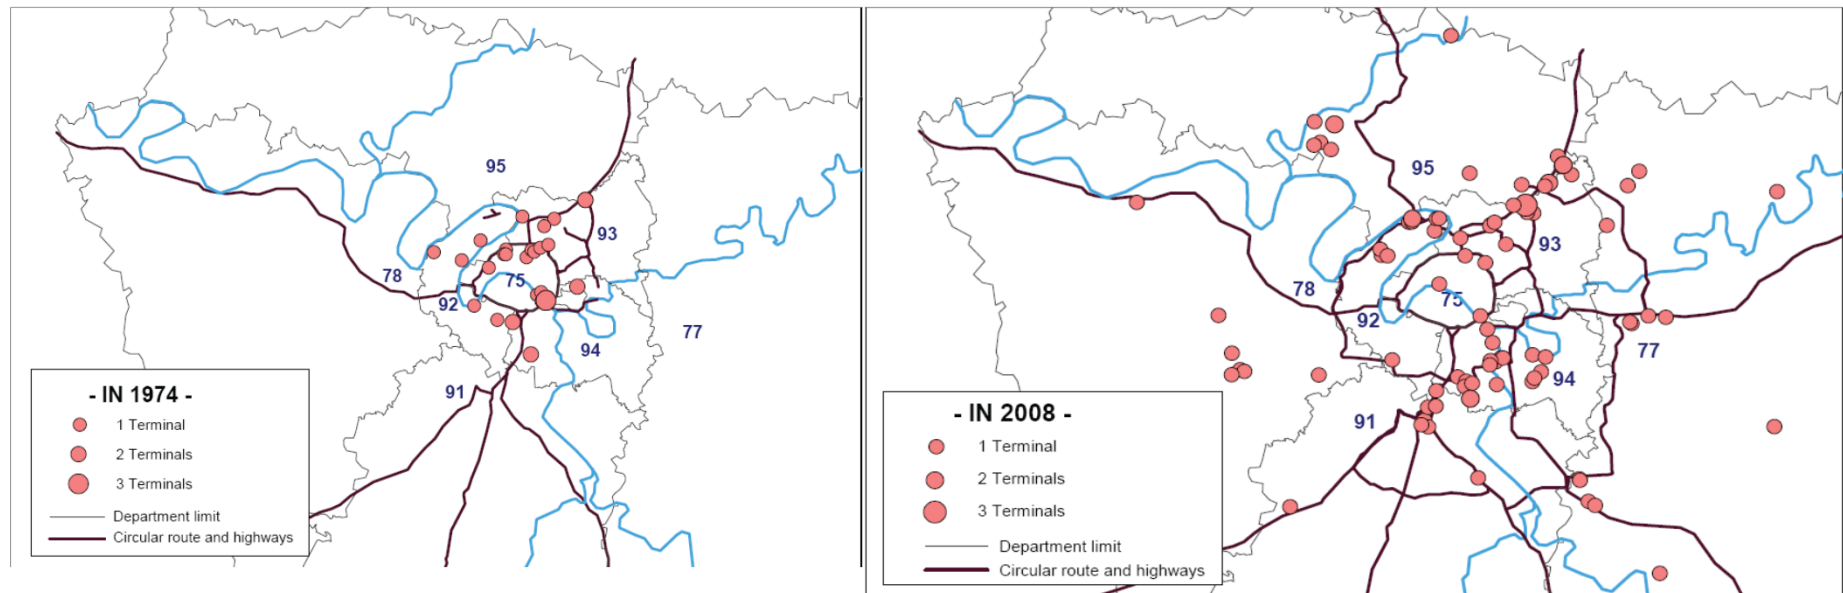 95
93
78
75
92
77
94
91
- IN 1974 -
1 Terminal
2 Terminals
3 Terminals
Department limit
Circular route and highways
95
93
78
75
92
77
94
91
- IN 2008 -
1 Terminal
2 Terminals
3 Terminals
Department limit
Circular route and highways